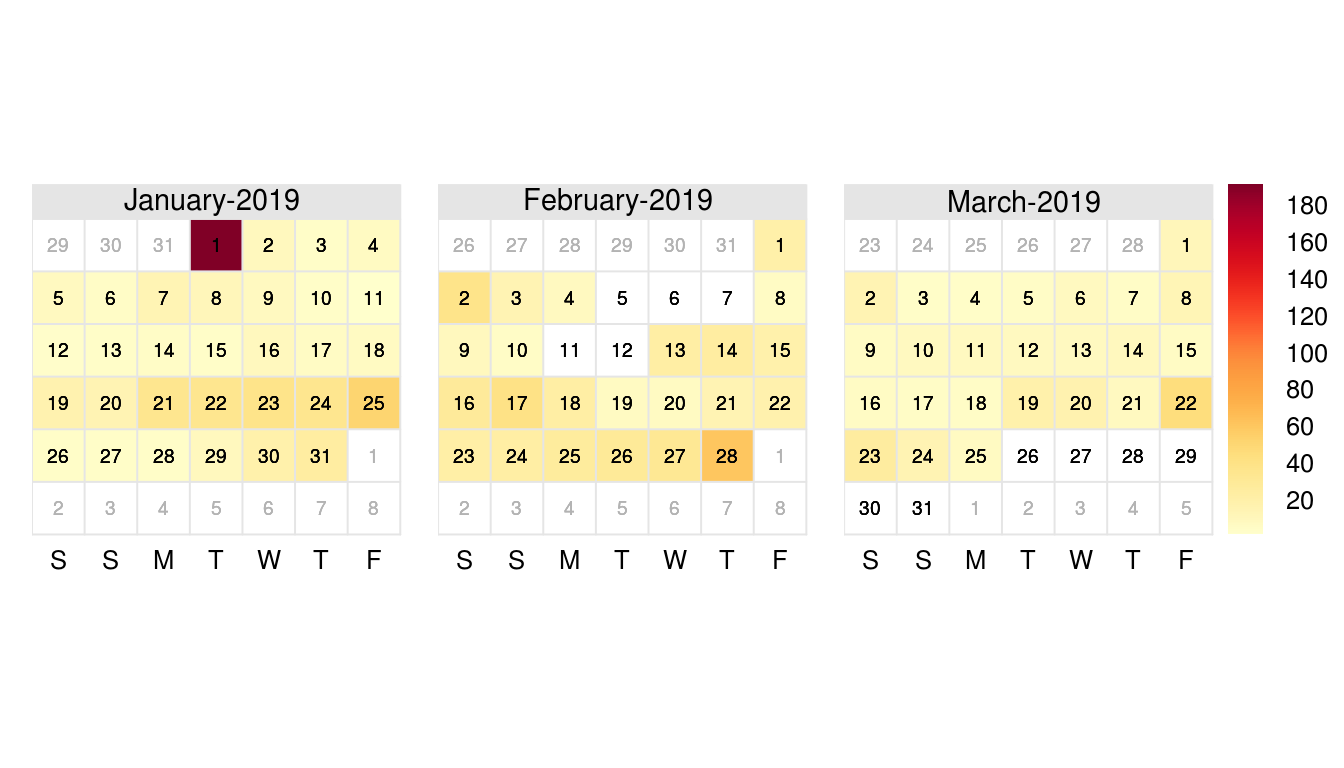 January-2019
29 30 31 1 2 3 4
5 6 7 8 9 10 11
12 13 14 15 16 17 18
19 20 21 22 23 24 25
26 27 28 29 30 31 1
2 3 4 5 6 7 8
S S M T W T F
February-2019
26 27 28 29 30 31 1
2 3 4 5 6 7 8
9 10 11 12 13 14 15
16 17 18 19 20 21 22
23 24 25 26 27 28 1
2 3 4 5 6 7 8
S S M T W T F
March-2019
23 24 25 26 27 28 1
2 3 4 5 6 7 8
9 10 11 12 13 14 15
16 17 18 19 20 21 22
23 24 25 26 27 28 29
30 31 1 2 3 4 5
S S M T W T F
180
160
140
120
100
80
60
40
20